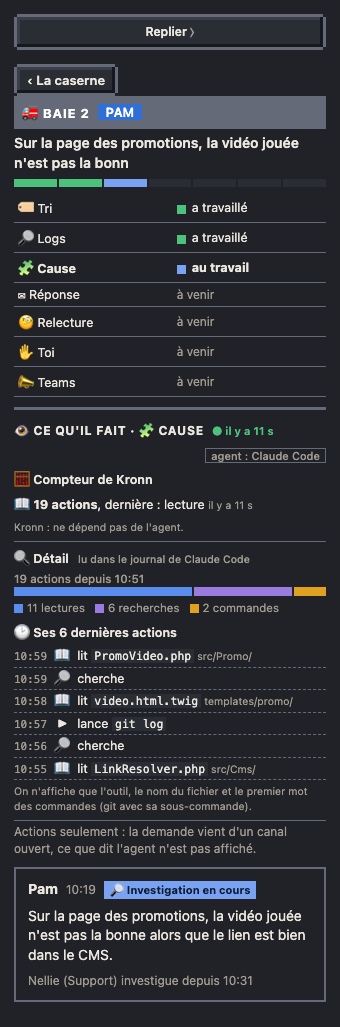 Replier ⟩
‹ La caserne
BAIE 2 PAM
Sur la page des promotions, la vidéo jouée
n'est pas la bonn
Tri a travaillé
Logs a travaillé
Cause au travail
Réponse à venir
Relecture à venir
Toi à venir
Teams à venir
CE QU'IL FAIT · CAUSE il y a 11 s
agent : Claude Code
Compteur de Kronn
19 actions, dernière : lecture il y a 11 s
Kronn : ne dépend pas de l'agent.
Détail lu dans le journal de Claude Code
19 actions depuis 10:51
11 lectures 6 recherches 2 commandes
Ses 6 dernières actions
10:59 lit PromoVideo.php src/Promo/
10:59 cherche
10:58 lit video.html.twig templates/promo/
10:57 lance git log
10:56 cherche
10:55 lit LinkResolver.php src/Cms/
On n'affiche que l'outil, le nom du fichier et le premier mot
des commandes (git avec sa sous-commande).
Actions seulement : la demande vient d'un canal
ouvert, ce que dit l'agent n'est pas affiché.
Pam 10:19 Investigation en cours
Sur la page des promotions, la vidéo jouée
n'est pas la bonne alors que le lien est bien
dans le CMS.
Nellie (Support) investigue depuis 10:31